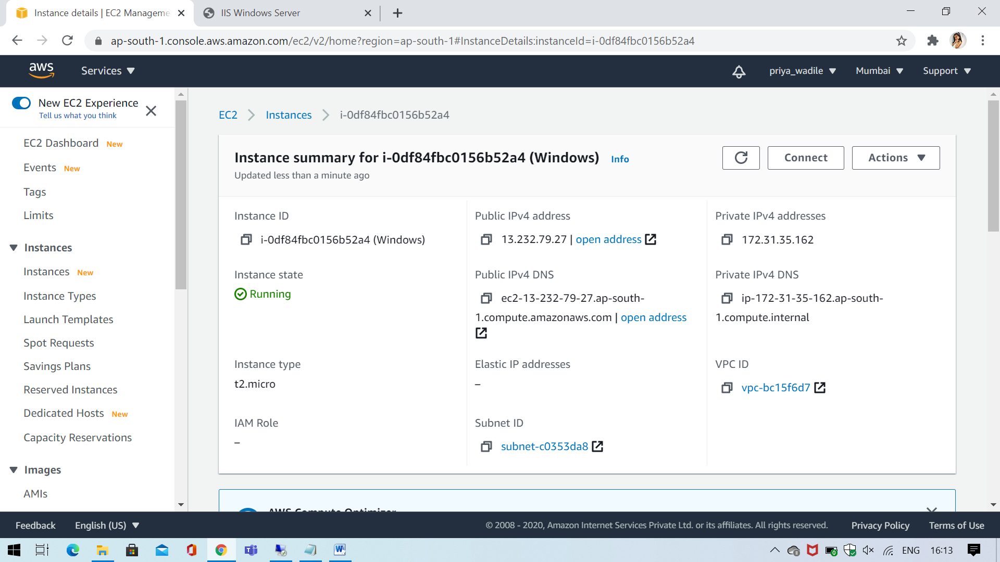 Instance details | EC2 Manageme
IIS Windows Server
ap-south-1.console.aws.amazon.com/ec2/v2/home?region=ap-south-1#InstanceDetails:instanceId=i-0df84fbc0156b52a4
aws
Services
priya_wadile
Mumbai
Support
New EC2 Experience
Tell us what you think
EC2 Dashboard New
Events New
Tags
Limits
Instances
Instances New
Instance Types
Launch Templates
Spot Requests
Savings Plans
Reserved Instances
Dedicated Hosts New
Capacity Reservations
Images
AMIs
EC2 > Instances > i-0df84fbc0156b52a4
Instance summary for i-0df84fbc0156b52a4 (Windows) Info
Updated less than a minute ago
Connect
Actions
Instance ID
i-0df84fbc0156b52a4 (Windows)
Public IPv4 address
13.232.79.27 | open address
Private IPv4 addresses
172.31.35.162
Instance state
Running
Public IPv4 DNS
ec2-13-232-79-27.ap-south-
1.compute.amazonaws.com | open address
Private IPv4 DNS
ip-172-31-35-162.ap-south-
1.compute.internal
Instance type
t2.micro
Elastic IP addresses
–
VPC ID
vpc-bc15f6d7
IAM Role
–
Subnet ID
subnet-c0353da8
AWS Compute Optimizer
Feedback
English (US)
© 2008 - 2020, Amazon Internet Services Private Ltd. or its affiliates. All rights reserved.
Privacy Policy
Terms of Use
ENG
16:13